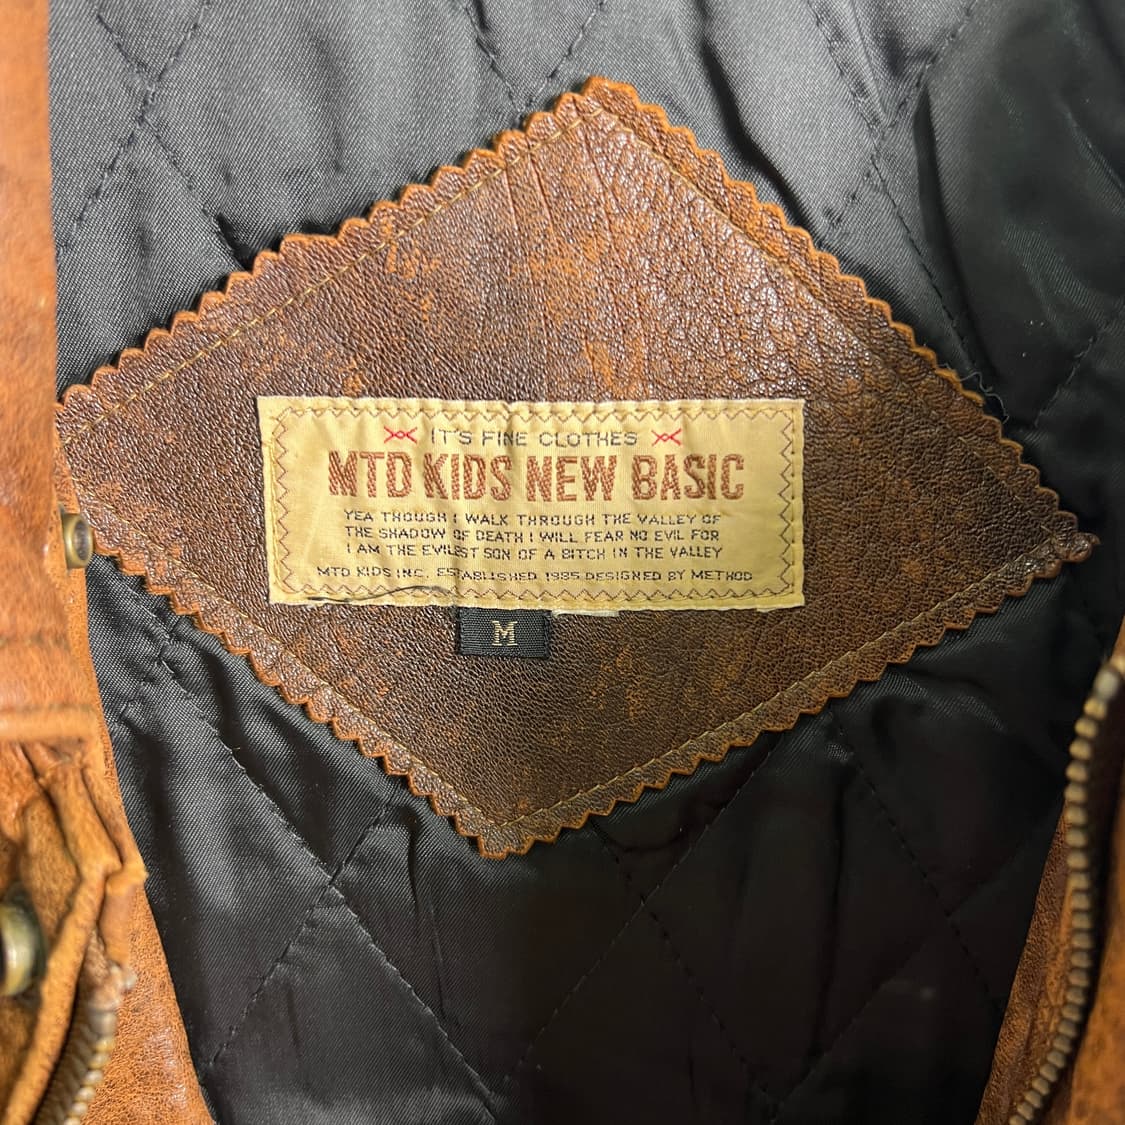 IT'S FINE CLOTHES
MTD KIDS NEW BASIC
YEA THOUGH I WALK THROUGH THE VALLEY OF
THE SHADOW OF DEATH I WILL FEAR NO EVIL FOR
I AM THE EVILEST SON OF A BITCH IN THE VALLEY
MTD KIDS INC. ESTABLISHED 1985 DESIGNED BY METHOD
M